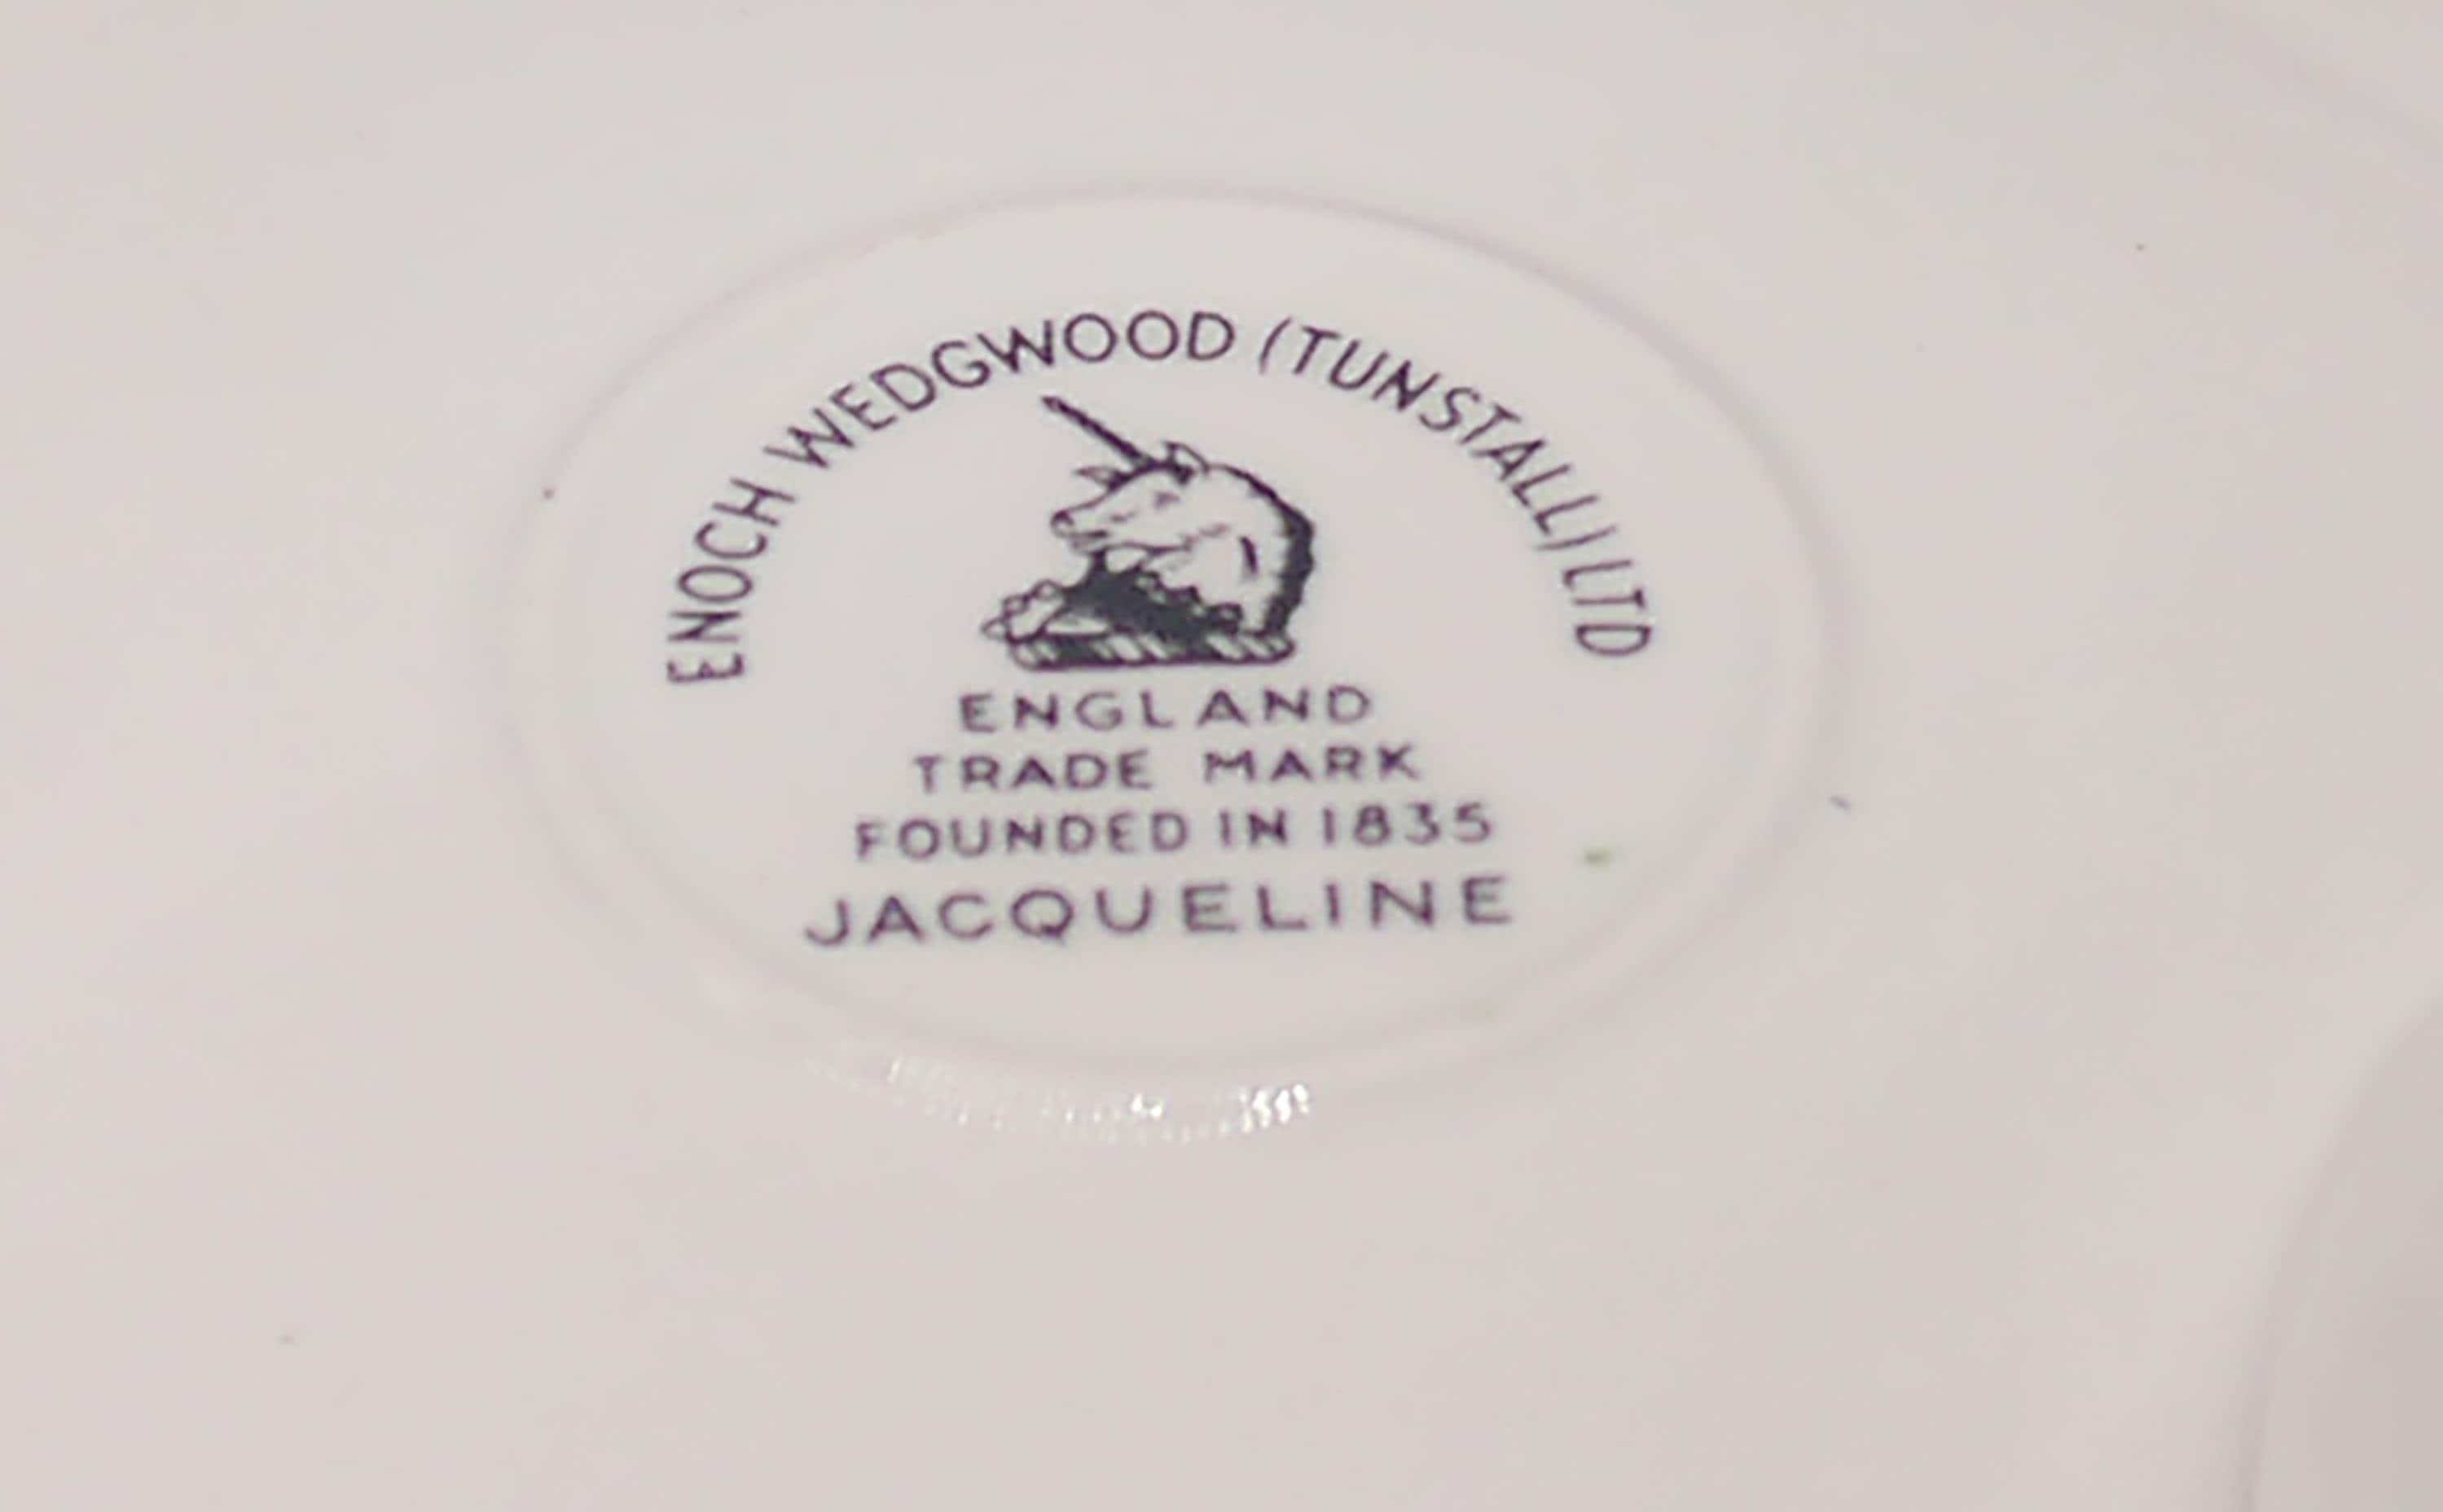 ENOCH WEDGWOOD (TUNSTALL) LTD
ENGLAND
TRADE MARK
FOUNDED IN 1835
JACQUELINE